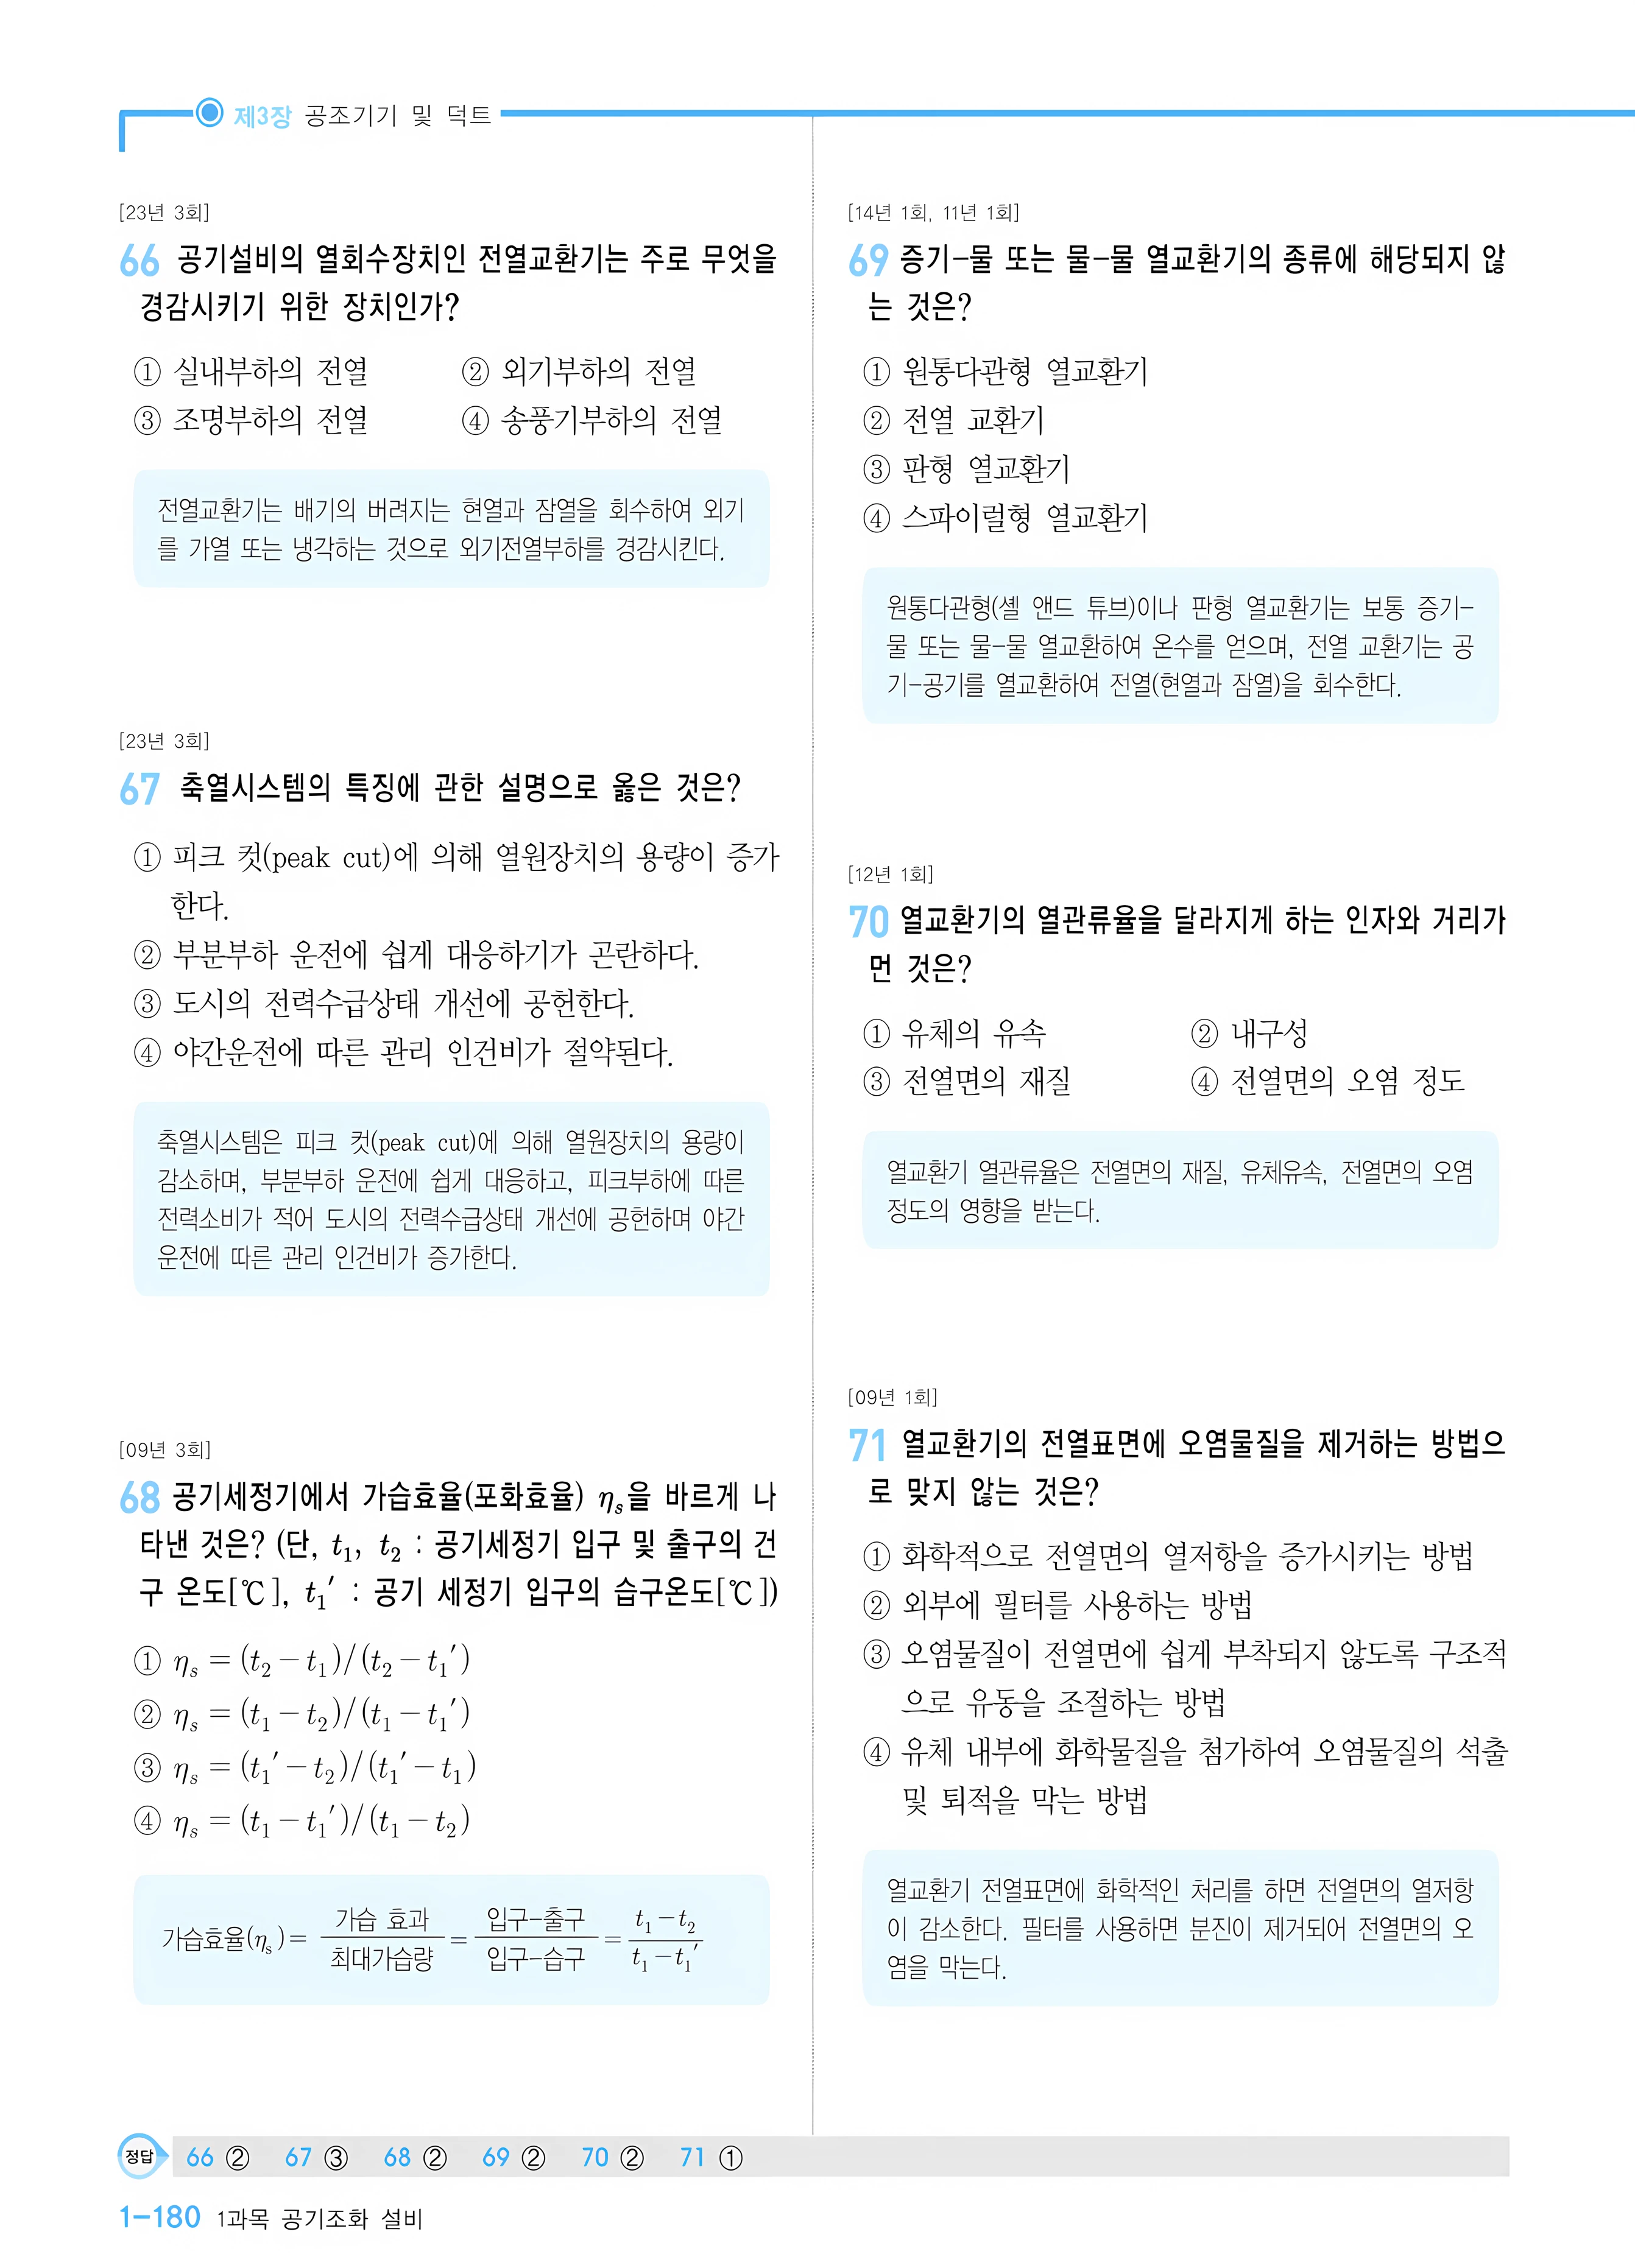 제3장 공조기기 및 덕트
[23년 3회]
66 공기설비의 열회수장치인 전열교환기는 주로 무엇을
경감시키기 위한 장치인가?
① 실내부하의 전열 ② 외기부하의 전열
③ 조명부하의 전열 ④ 송풍기부하의 전열
전열교환기는 배기의 버려지는 현열과 잠열을 회수하여 외기
를 가열 또는 냉각하는 것으로 외기전열부하를 경감시킨다.
[23년 3회]
67 축열시스템의 특징에 관한 설명으로 옳은 것은?
① 피크 컷(peak cut)에 의해 열원장치의 용량이 증가
한다.
② 부분부하 운전에 쉽게 대응하기가 곤란하다.
③ 도시의 전력수급상태 개선에 공헌한다.
④ 야간운전에 따른 관리 인건비가 절약된다.
축열시스템은 피크 컷(peak cut)에 의해 열원장치의 용량이
감소하며, 부분부하 운전에 쉽게 대응하고, 피크부하에 따른
전력소비가 적어 도시의 전력수급상태 개선에 공헌하며 야간
운전에 따른 관리 인건비가 증가한다.
[09년 3회]
68 공기세정기에서 가습효율(포화효율) ηs을 바르게 나
타낸 것은? (단, t₁, t₂ : 공기세정기 입구 및 출구의 건
구 온도[℃], t₁′ : 공기 세정기 입구의 습구온도[℃])
① ηs = (t₂ − t₁)/(t₂ − t₁′)
② ηs = (t₁ − t₂)/(t₁ − t₁′)
③ ηs = (t₁′ − t₂)/(t₁′ − t₁)
④ ηs = (t₁ − t₁′)/(t₁ − t₂)
가습효율(ηs) = 가습 효과/최대가습량 = 입구−출구/입구−습구 = t₁ − t₂/t₁ − t₁′
[14년 1회, 11년 1회]
69 증기−물 또는 물−물 열교환기의 종류에 해당되지 않
는 것은?
① 원통다관형 열교환기
② 전열 교환기
③ 판형 열교환기
④ 스파이럴형 열교환기
원통다관형(셸 앤드 튜브)이나 판형 열교환기는 보통 증기−
물 또는 물−물 열교환하여 온수를 얻으며, 전열 교환기는 공
기−공기를 열교환하여 전열(현열과 잠열)을 회수한다.
[12년 1회]
70 열교환기의 열관류율을 달라지게 하는 인자와 거리가
먼 것은?
① 유체의 유속 ② 내구성
③ 전열면의 재질 ④ 전열면의 오염 정도
열교환기 열관류율은 전열면의 재질, 유체유속, 전열면의 오염
정도의 영향을 받는다.
[09년 1회]
71 열교환기의 전열표면에 오염물질을 제거하는 방법으
로 맞지 않는 것은?
① 화학적으로 전열면의 열저항을 증가시키는 방법
② 외부에 필터를 사용하는 방법
③ 오염물질이 전열면에 쉽게 부착되지 않도록 구조적
으로 유동을 조절하는 방법
④ 유체 내부에 화학물질을 첨가하여 오염물질의 석출
및 퇴적을 막는 방법
열교환기 전열표면에 화학적인 처리를 하면 전열면의 열저항
이 감소한다. 필터를 사용하면 분진이 제거되어 전열면의 오
염을 막는다.
정답 66 ② 67 ③ 68 ② 69 ② 70 ② 71 ①
1−180 1과목 공기조화 설비